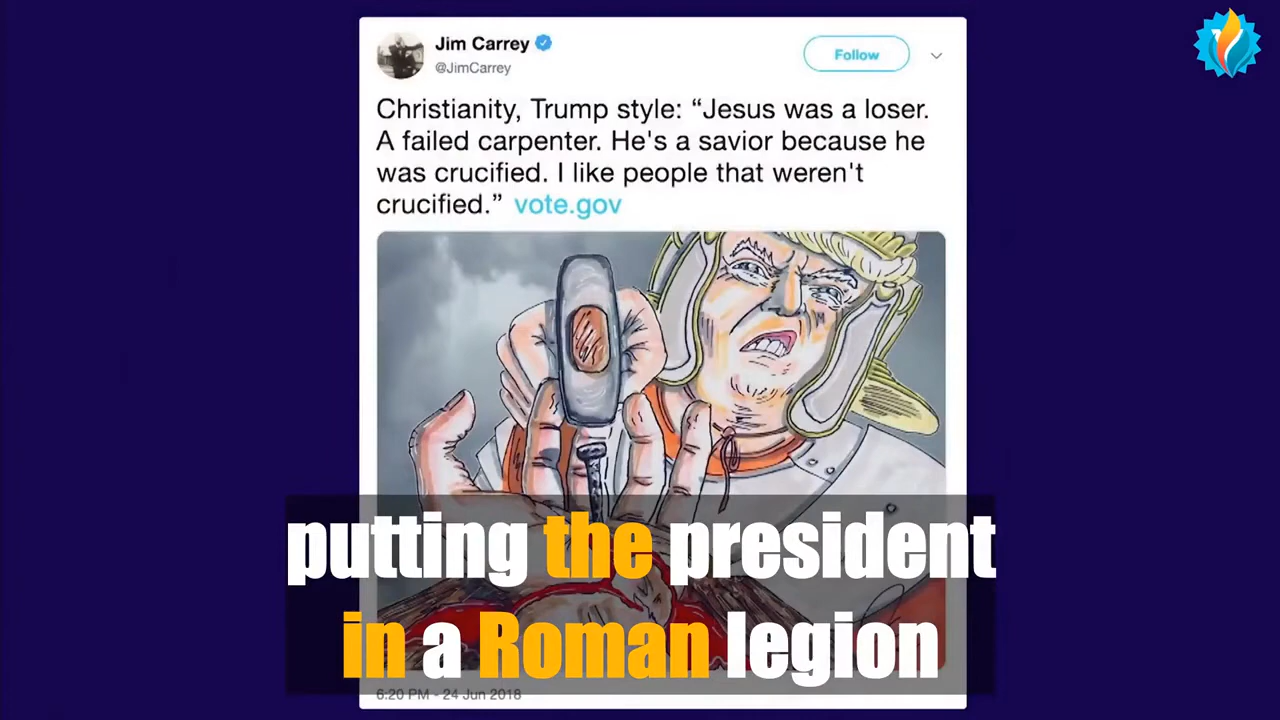 Jim Carrey
@JimCarrey
Follow
Christianity, Trump style: “Jesus was a loser.
A failed carpenter. He's a savior because he
was crucified. I like people that weren't
crucified.” vote.gov
putting the president
in a Roman legion
6:20 PM - 24 Jun 2018